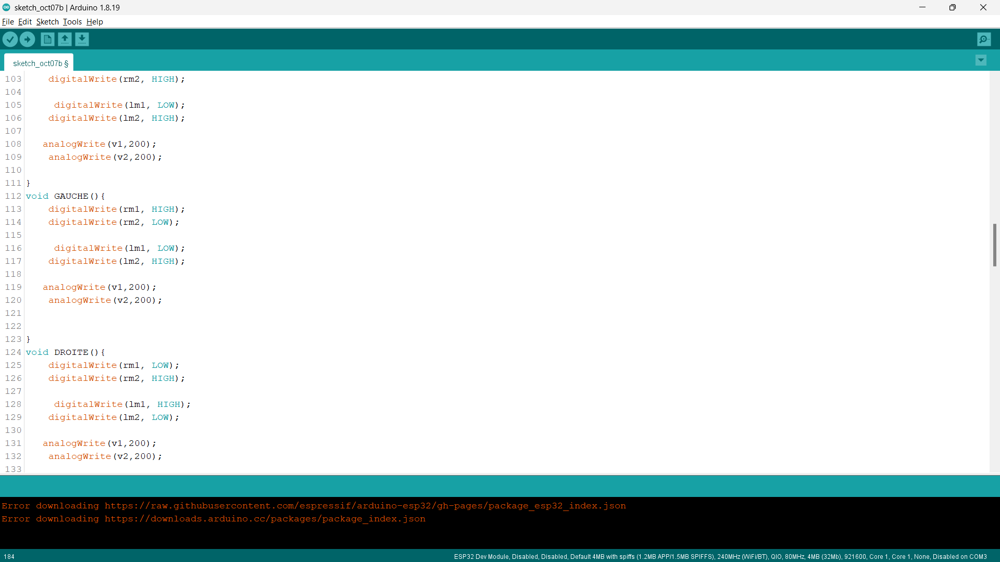 sketch_oct07b | Arduino 1.8.19
File Edit Sketch Tools Help
sketch_oct07b §
103 digitalWrite(rm2, HIGH);
104
105 digitalWrite(lm1, LOW);
106 digitalWrite(lm2, HIGH);
107
108 analogWrite(v1,200);
109 analogWrite(v2,200);
110
111 }
112 void GAUCHE(){
113 digitalWrite(rm1, HIGH);
114 digitalWrite(rm2, LOW);
115
116 digitalWrite(lm1, LOW);
117 digitalWrite(lm2, HIGH);
118
119 analogWrite(v1,200);
120 analogWrite(v2,200);
121
122
123 }
124 void DROITE(){
125 digitalWrite(rm1, LOW);
126 digitalWrite(rm2, HIGH);
127
128 digitalWrite(lm1, HIGH);
129 digitalWrite(lm2, LOW);
130
131 analogWrite(v1,200);
132 analogWrite(v2,200);
133
Error downloading https://raw.githubusercontent.com/espressif/arduino-esp32/gh-pages/package_esp32_index.json
Error downloading https://downloads.arduino.cc/packages/package_index.json
184 ESP32 Dev Module, Disabled, Disabled, Default 4MB with spiffs (1.2MB APP/1.5MB SPIFFS), 240MHz (WiFi/BT), QIO, 80MHz, 4MB (32Mb), 921600, Core 1, Core 1, None, Disabled on COM3